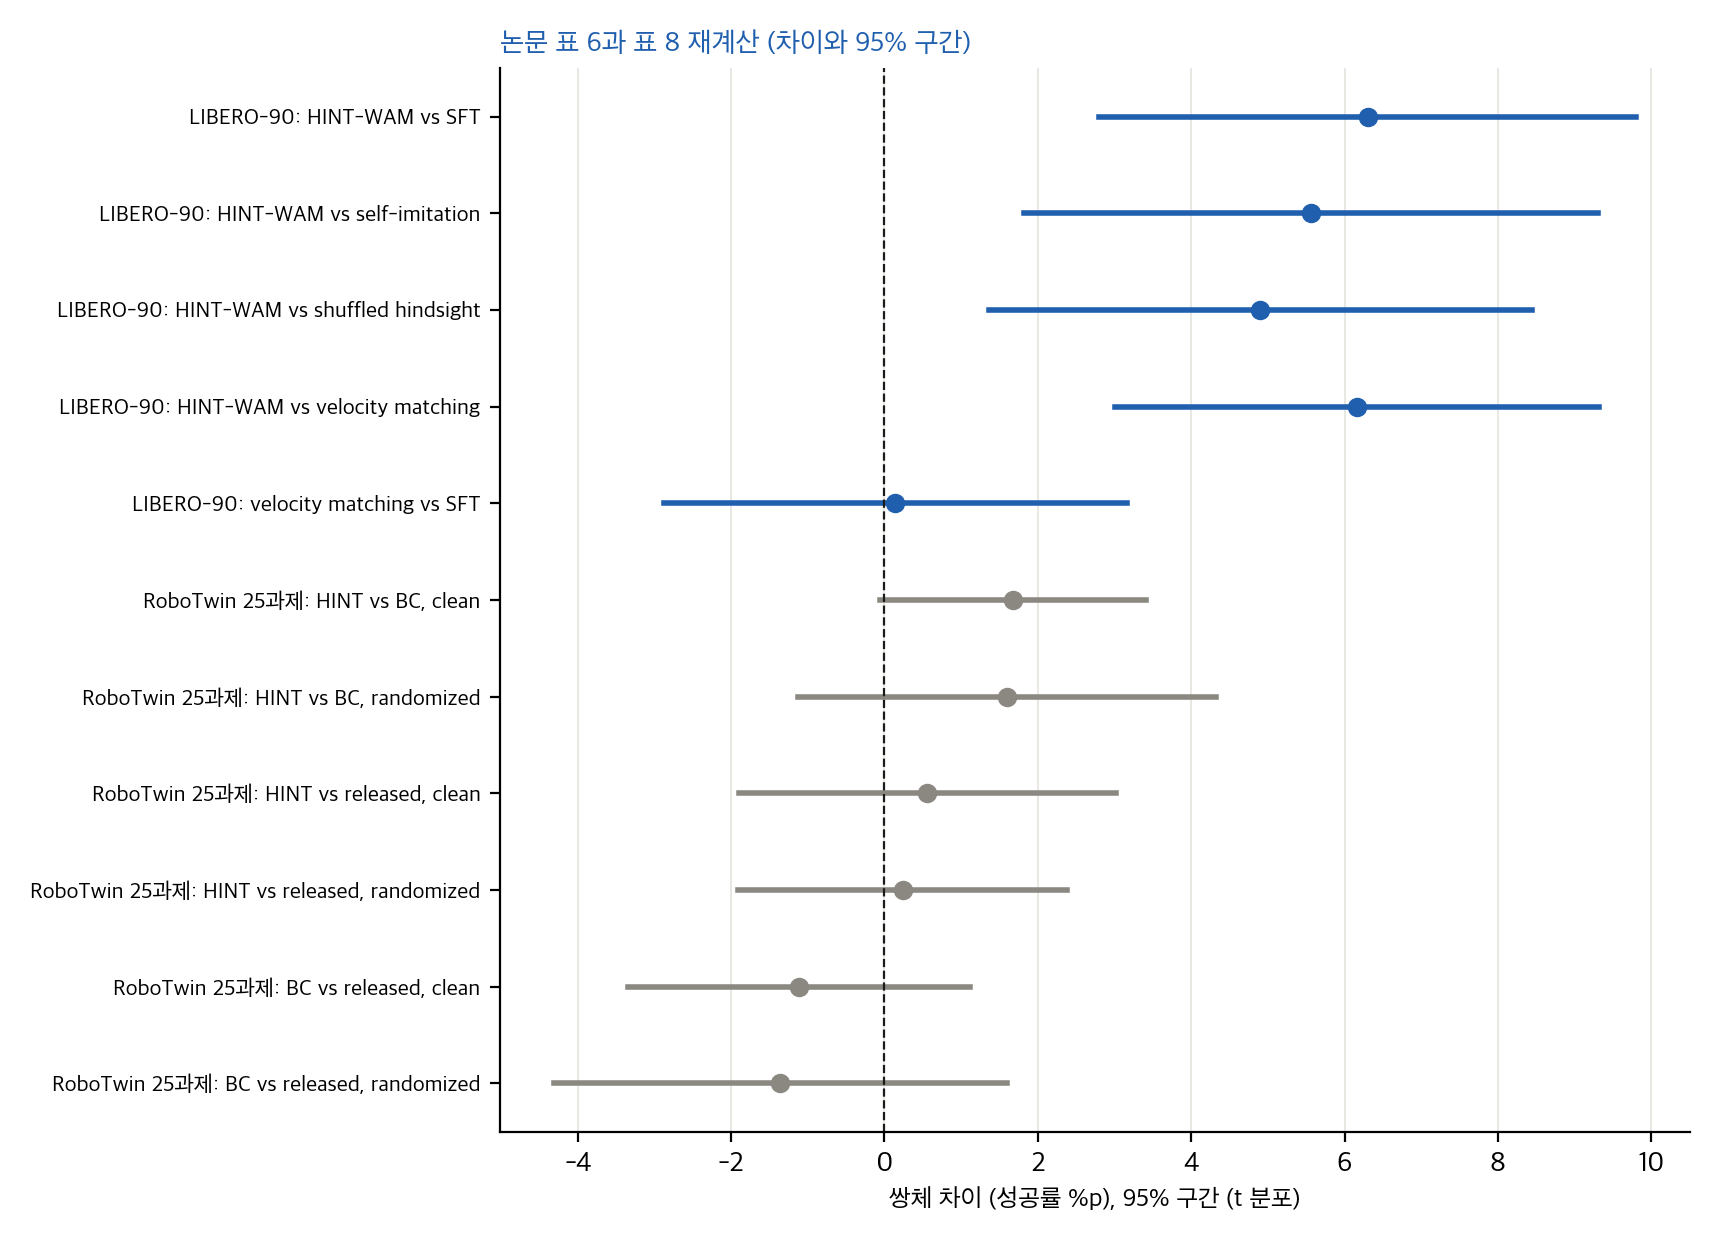 논문 표 6과 표 8 재계산 (차이와 95% 구간)
LIBERO-90: HINT-WAM vs SFT
LIBERO-90: HINT-WAM vs self-imitation
LIBERO-90: HINT-WAM vs shuffled hindsight
LIBERO-90: HINT-WAM vs velocity matching
LIBERO-90: velocity matching vs SFT
RoboTwin 25과제: HINT vs BC, clean
RoboTwin 25과제: HINT vs BC, randomized
RoboTwin 25과제: HINT vs released, clean
RoboTwin 25과제: HINT vs released, randomized
RoboTwin 25과제: BC vs released, clean
RoboTwin 25과제: BC vs released, randomized
-4 -2 0 2 4 6 8 10
쌍체 차이 (성공률 %p), 95% 구간 (t 분포)